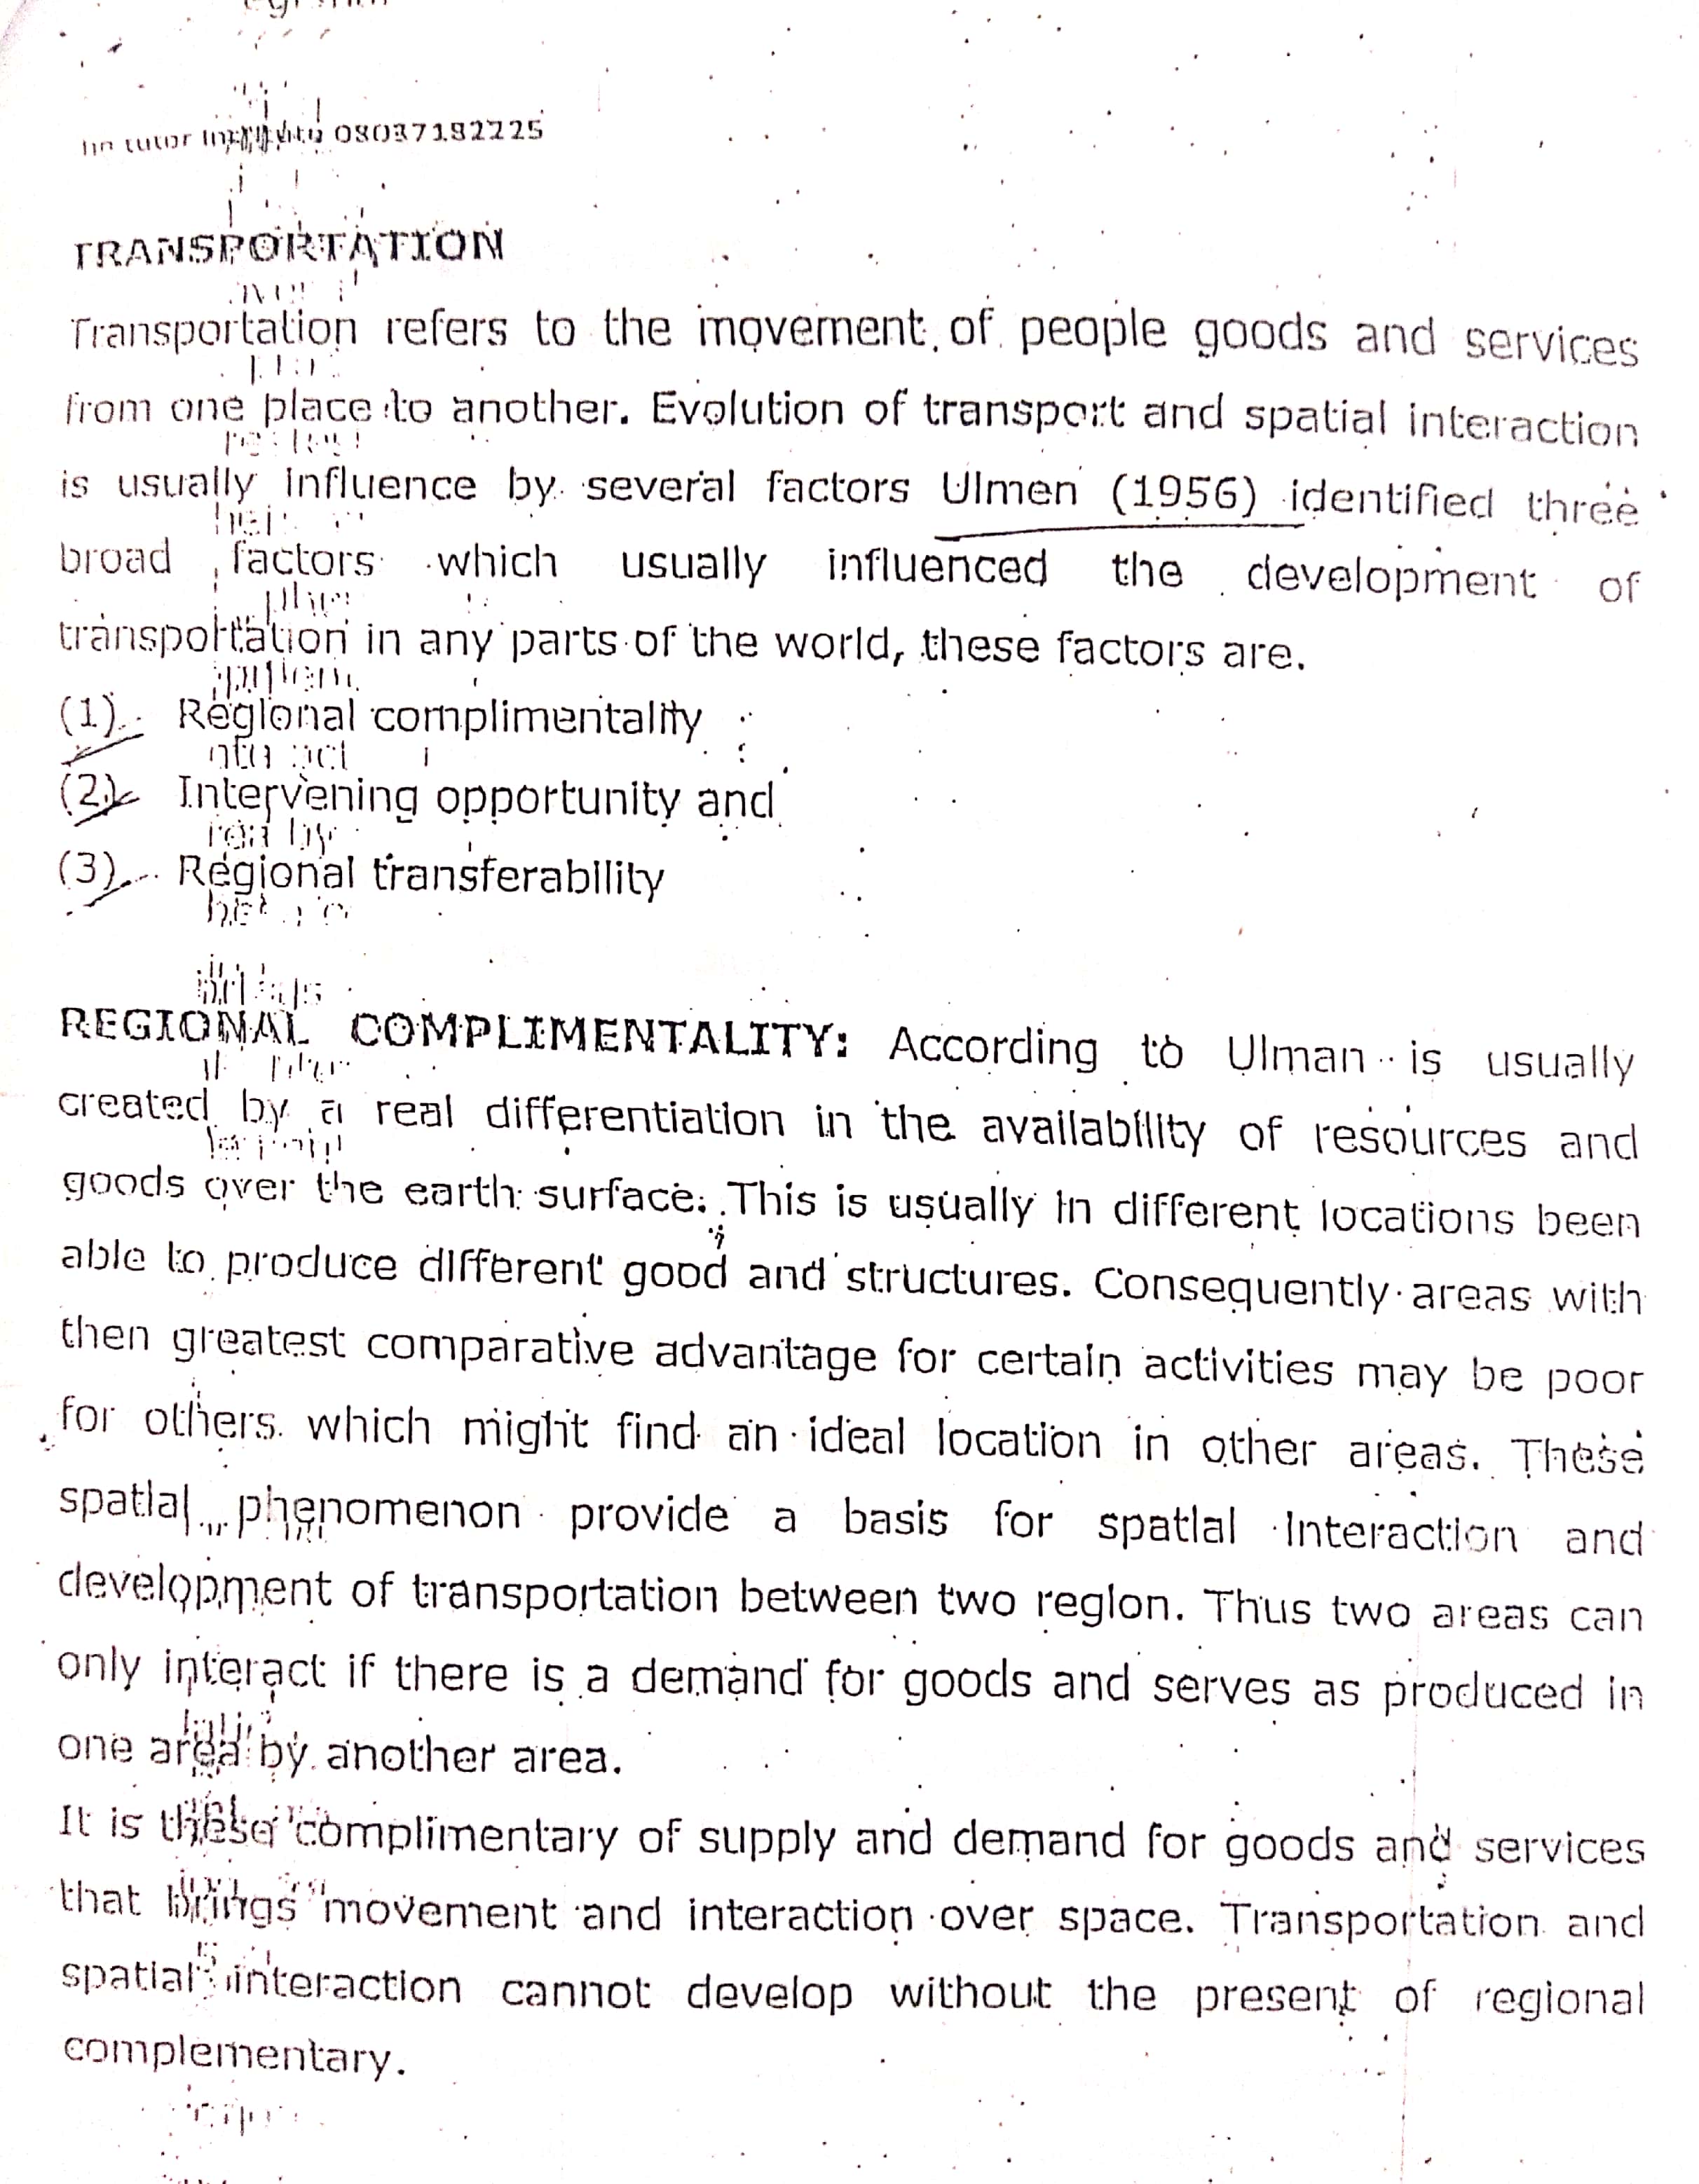 tutor 08037182225
TRANSPORTATION
Transportation refers to the movement of people goods and services
from one place to another. Evolution of transport and spatial interaction
is usually influence by several factors Ulmen (1956) identified three
broad factors which usually influenced the development of
transportation in any parts of the world, these factors are.
(1) Regional complimentality
(2) Intervening opportunity and
(3) Regional transferability
REGIONAL COMPLIMENTALITY: According to Ulman is usually
created by a real differentiation in the availability of resources and
goods over the earth surface. This is usually in different locations been
able to produce different good and structures. Consequently areas with
then greatest comparative advantage for certain activities may be poor
for others which might find an ideal location in other areas. These
spatial phenomenon provide a basis for spatial Interaction and
development of transportation between two region. Thus two areas can
only interact if there is a demand for goods and serves as produced in
one area by another area.
It is these complimentary of supply and demand for goods and services
that brings movement and interaction over space. Transportation and
spatial interaction cannot develop without the present of regional
complementary.